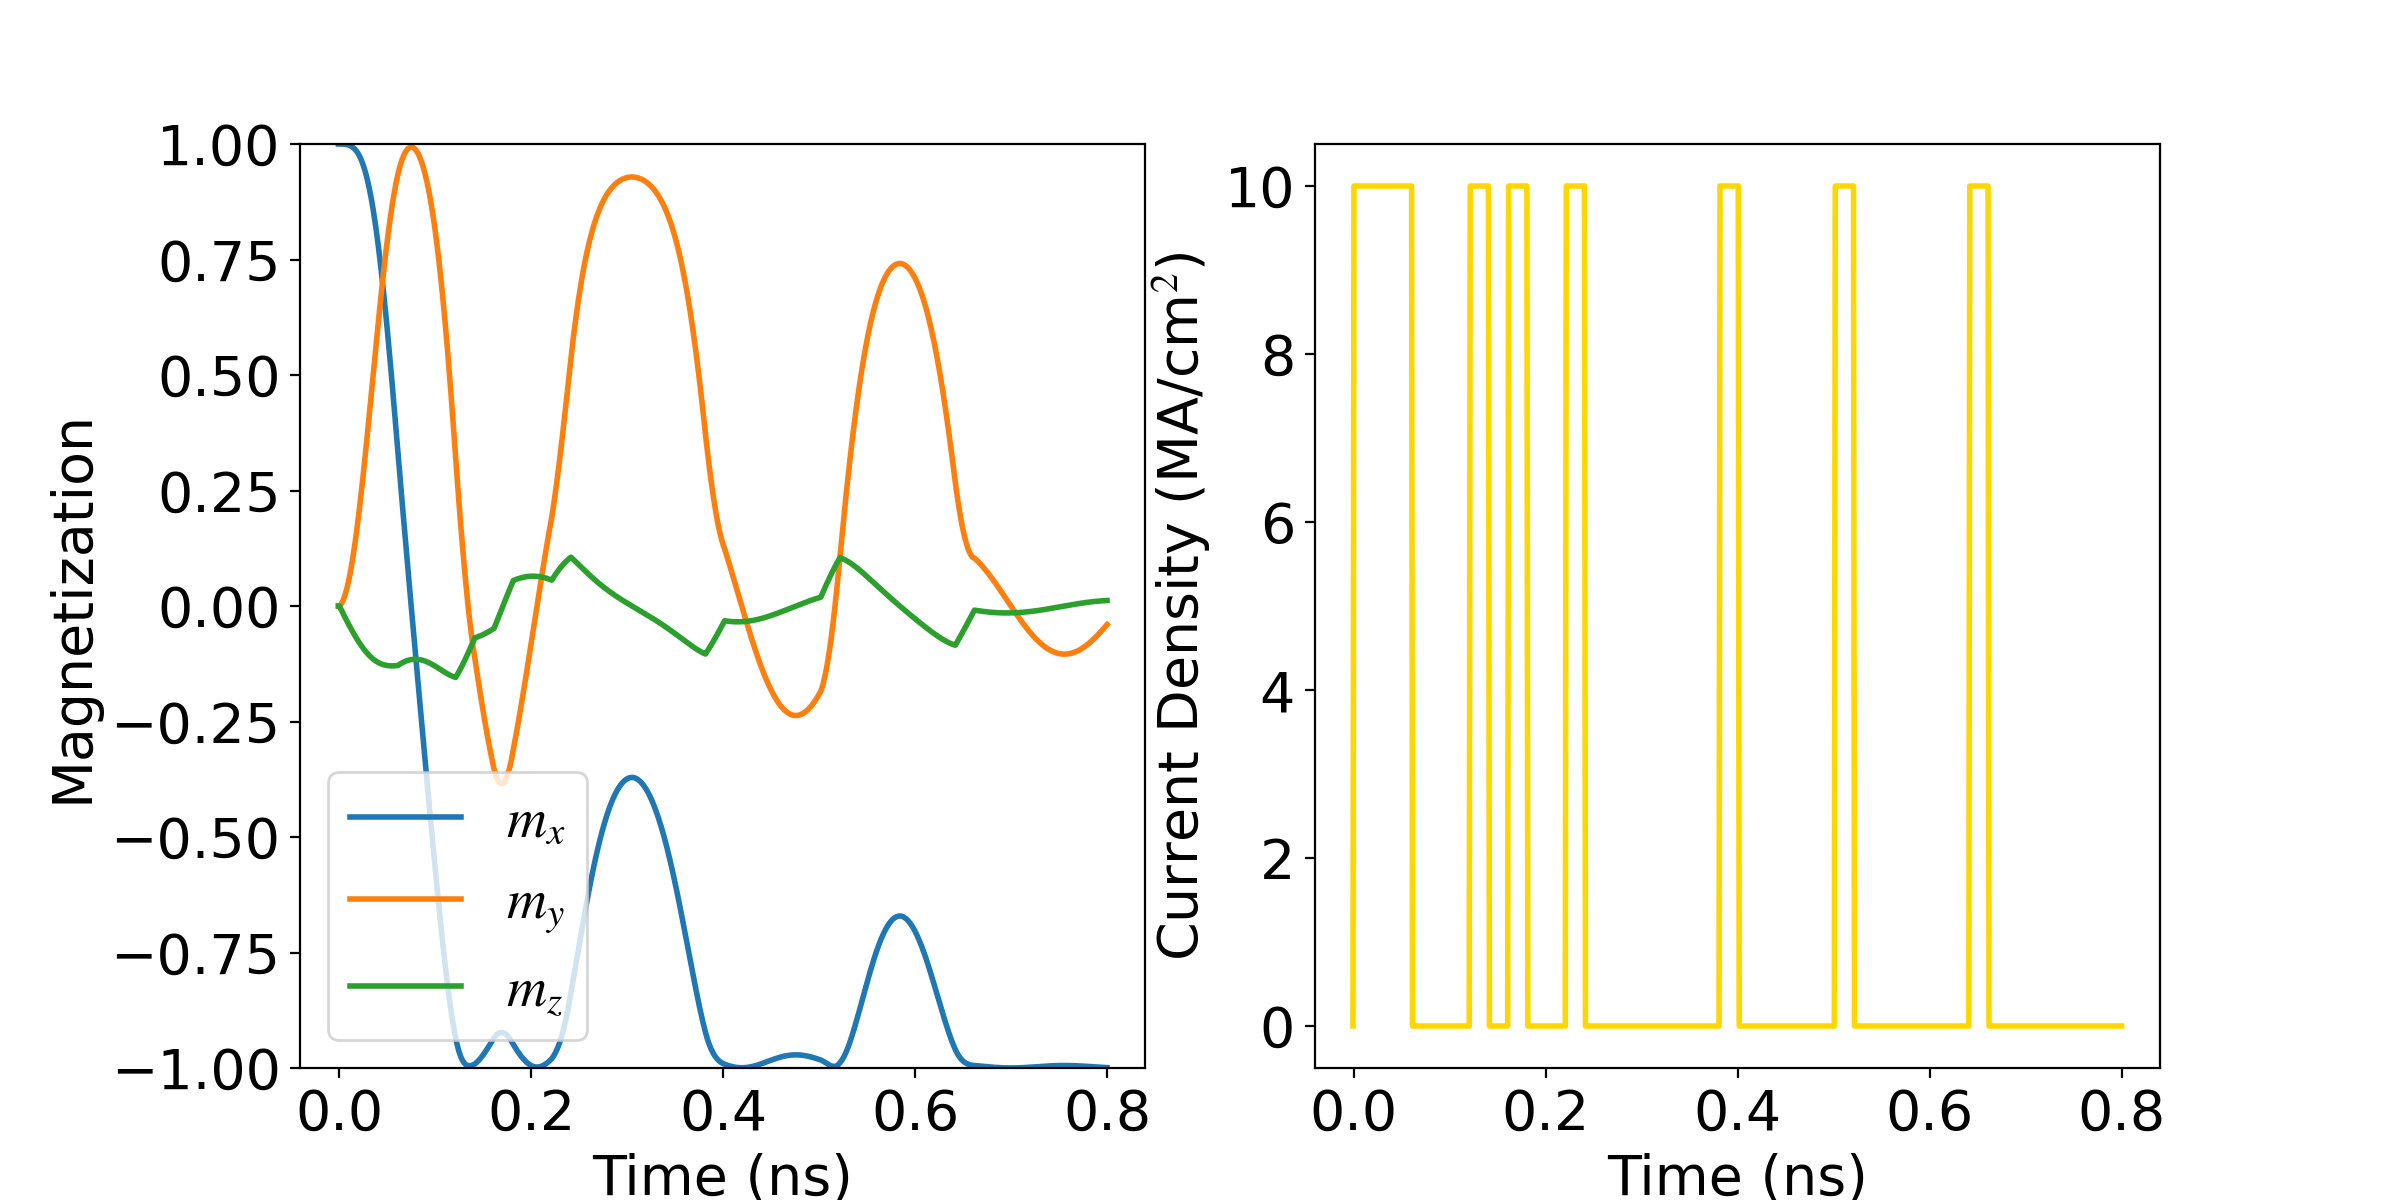 Magnetization
1.00
0.75
0.50
0.25
0.00
−0.25
−0.50
−0.75
−1.00
m_x
m_y
m_z
0.0 0.2 0.4 0.6 0.8
Time (ns)
Current Density (MA/cm²)
10
8
6
4
2
0
0.0 0.2 0.4 0.6 0.8
Time (ns)